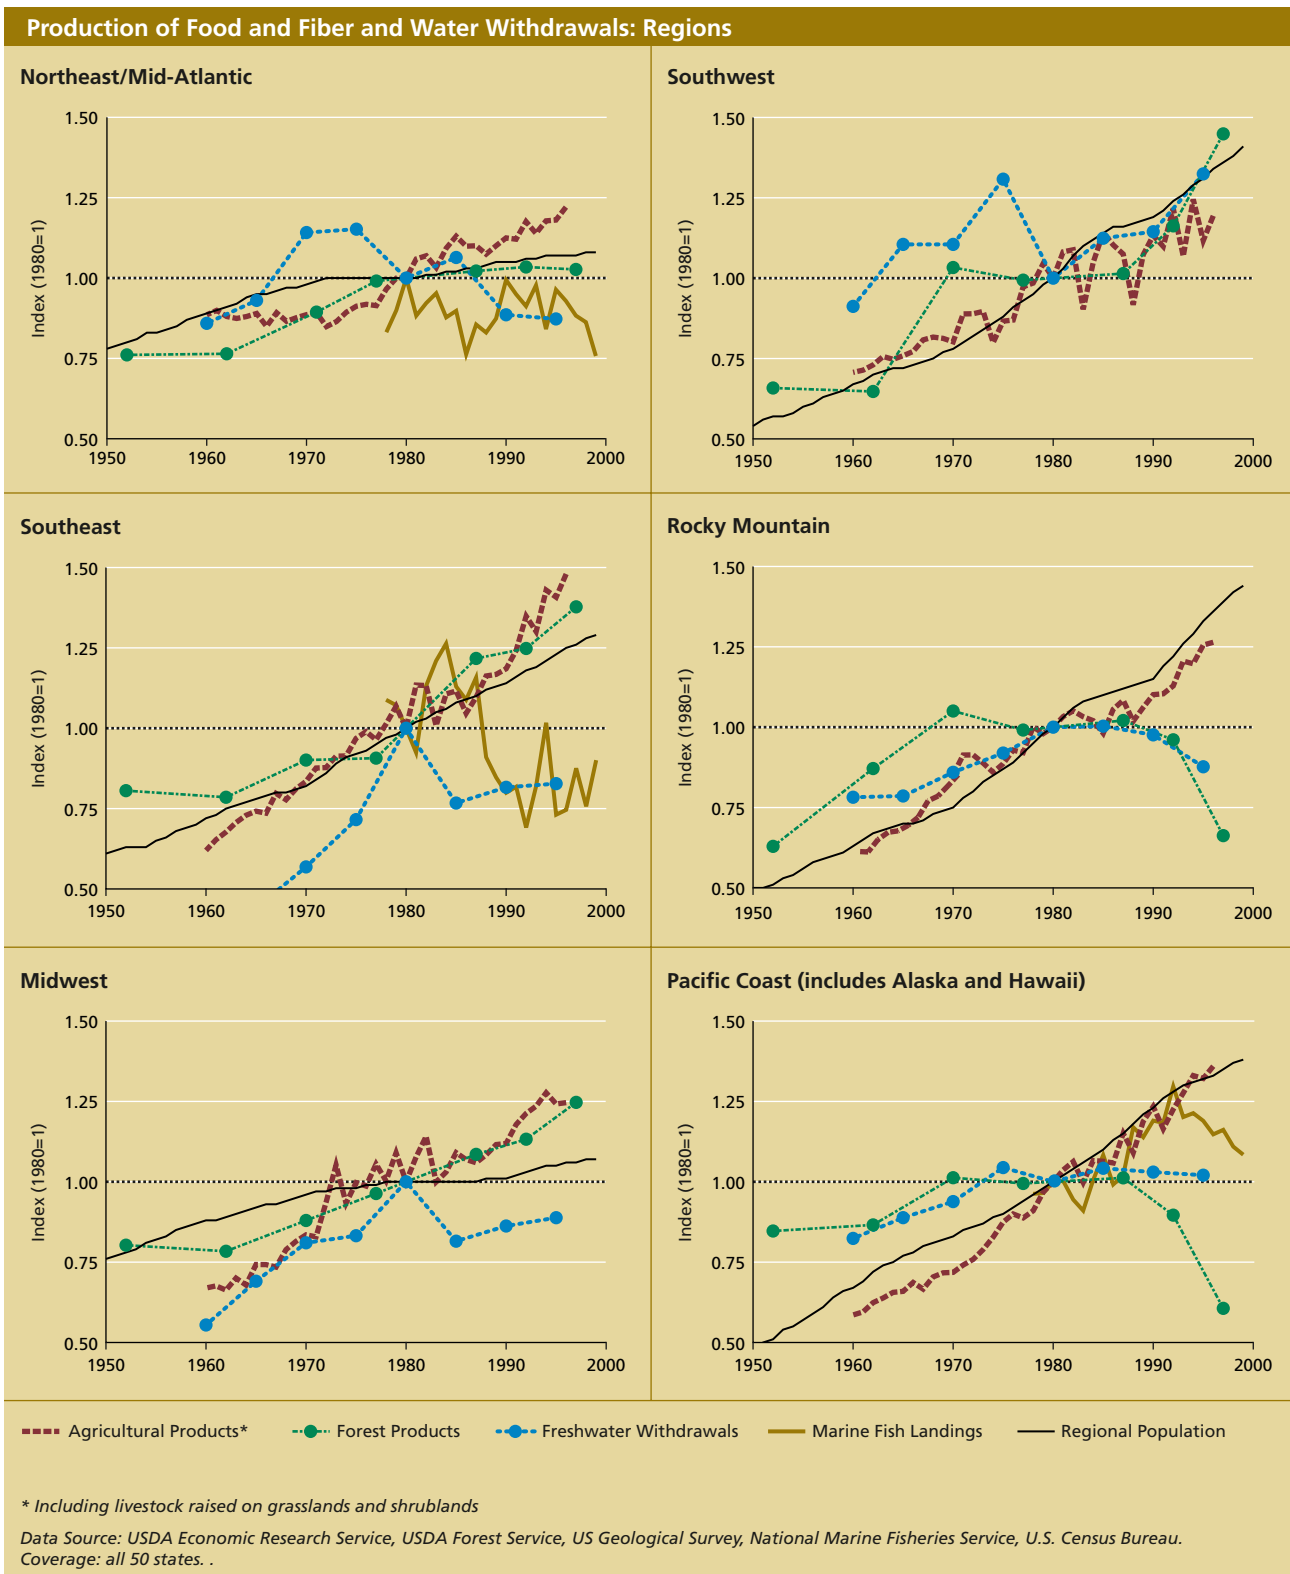 Production of Food and Fiber and Water Withdrawals: Regions
Northeast/Mid-Atlantic
Index (1980=1)
1.50
1.25
1.00
0.75
0.50
1950 1960 1970 1980 1990 2000
Southwest
Index (1980=1)
1.50
1.25
1.00
0.75
0.50
1950 1960 1970 1980 1990 2000
Southeast
Index (1980=1)
1.50
1.25
1.00
0.75
0.50
1950 1960 1970 1980 1990 2000
Rocky Mountain
Index (1980=1)
1.50
1.25
1.00
0.75
0.50
1950 1960 1970 1980 1990 2000
Midwest
Index (1980=1)
1.50
1.25
1.00
0.75
0.50
1950 1960 1970 1980 1990 2000
Pacific Coast (includes Alaska and Hawaii)
Index (1980=1)
1.50
1.25
1.00
0.75
0.50
1950 1960 1970 1980 1990 2000
Agricultural Products* Forest Products Freshwater Withdrawals Marine Fish Landings Regional Population
* Including livestock raised on grasslands and shrublands
Data Source: USDA Economic Research Service, USDA Forest Service, US Geological Survey, National Marine Fisheries Service, U.S. Census Bureau.
Coverage: all 50 states. .